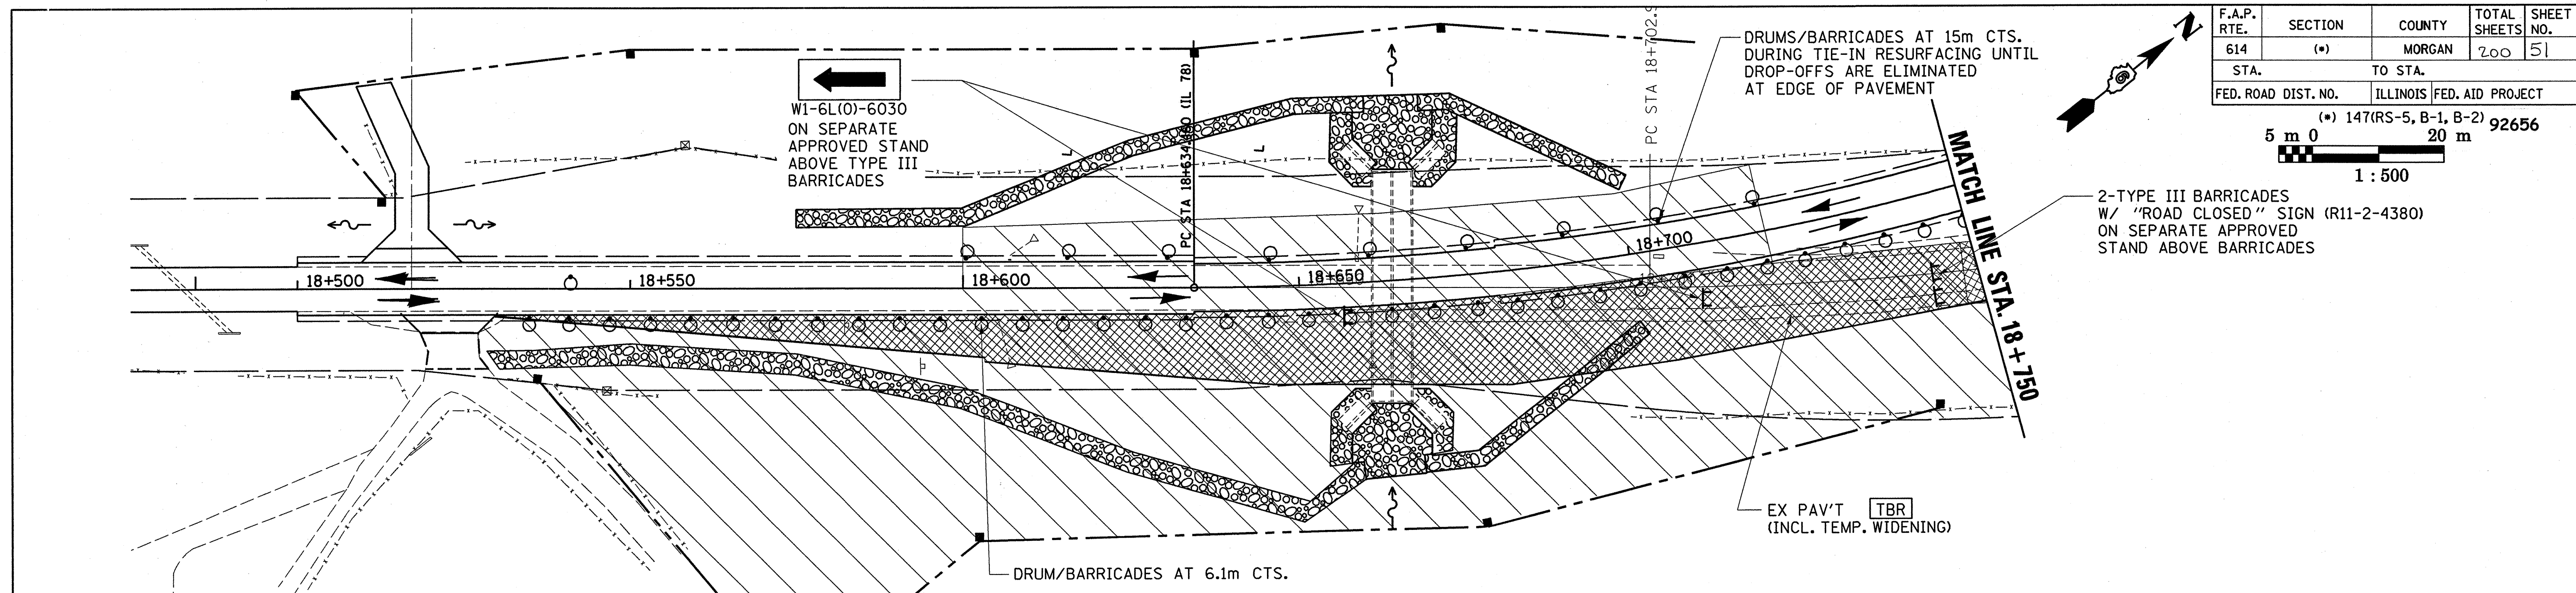 W1-6L(O)-6030
ON SEPARATE
APPROVED STAND
ABOVE TYPE III
BARRICADES
PC STA 18+634.480 (IL 78)
DRUMS/BARRICADES AT 15m CTS.
DURING TIE-IN RESURFACING UNTIL
DROP-OFFS ARE ELIMINATED
AT EDGE OF PAVEMENT
PC STA 18+702.9
N
F.A.P. RTE. SECTION COUNTY TOTAL SHEETS SHEET NO.
614 (*) MORGAN 200 51
STA. TO STA.
FED. ROAD DIST. NO. ILLINOIS FED. AID PROJECT
(*) 147(RS-5, B-1, B-2) 92656
5 m 0 20 m
1 : 500
MATCH LINE STA. 18+750
2-TYPE III BARRICADES
W/ "ROAD CLOSED" SIGN (R11-2-4380)
ON SEPARATE APPROVED
STAND ABOVE BARRICADES
18+500
18+550
18+600
18+650
18+700
EX PAV'T TBR
(INCL. TEMP. WIDENING)
DRUM/BARRICADES AT 6.1m CTS.